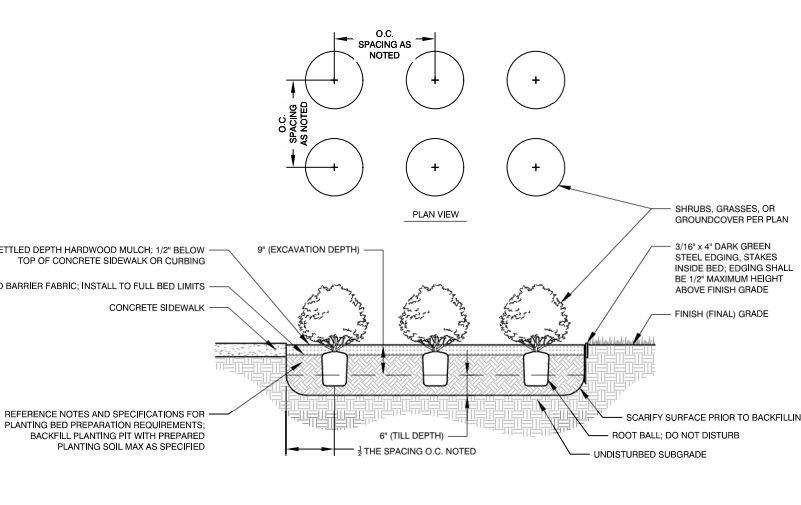 O.C.
SPACING AS
NOTED
O.C.
SPACING
AS NOTED
PLAN VIEW
SHRUBS, GRASSES, OR
GROUNDCOVER PER PLAN
ETTLED DEPTH HARDWOOD MULCH; 1/2" BELOW
TOP OF CONCRETE SIDEWALK OR CURBING
9" (EXCAVATION DEPTH)
3/16" x 4" DARK GREEN
STEEL EDGING, STAKES
INSIDE BED; EDGING SHALL
BE 1/2" MAXIMUM HEIGHT
ABOVE FINISH GRADE
BARRIER FABRIC; INSTALL TO FULL BED LIMITS
CONCRETE SIDEWALK
FINISH (FINAL) GRADE
REFERENCE NOTES AND SPECIFICATIONS FOR
PLANTING BED PREPARATION REQUIREMENTS;
BACKFILL PLANTING PIT WITH PREPARED
PLANTING SOIL MAX AS SPECIFIED
6" (TILL DEPTH)
½ THE SPACING O.C. NOTED
SCARIFY SURFACE PRIOR TO BACKFILLIN
ROOT BALL; DO NOT DISTURB
UNDISTURBED SUBGRADE